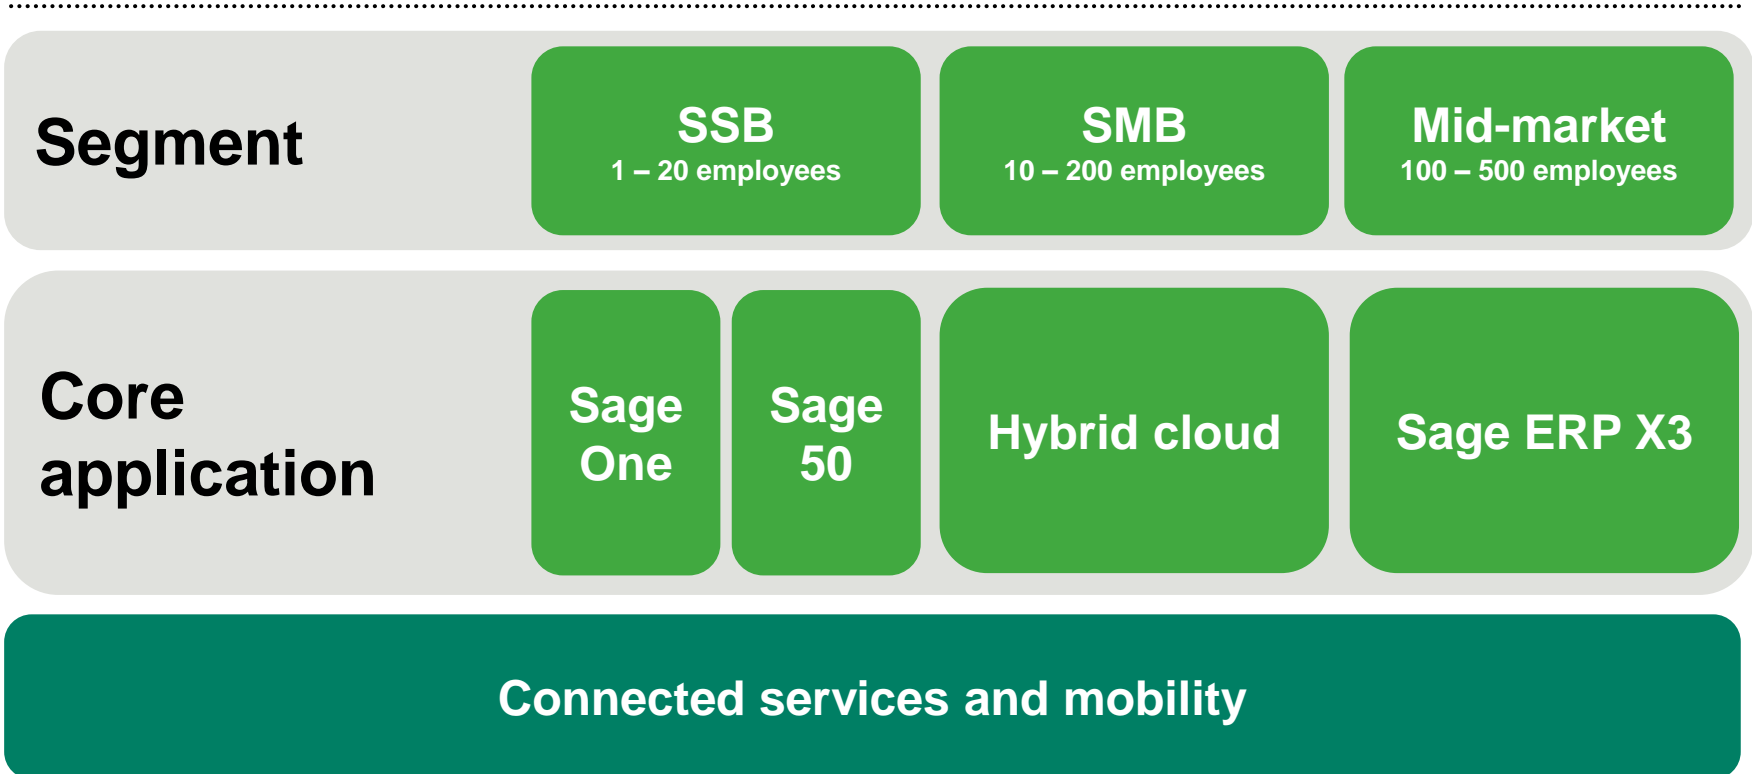 Segment
SSB
1 – 20 employees
SMB
10 – 200 employees
Mid-market
100 – 500 employees
Core
application
Sage
One
Sage
50
Hybrid cloud
Sage ERP X3
Connected services and mobility